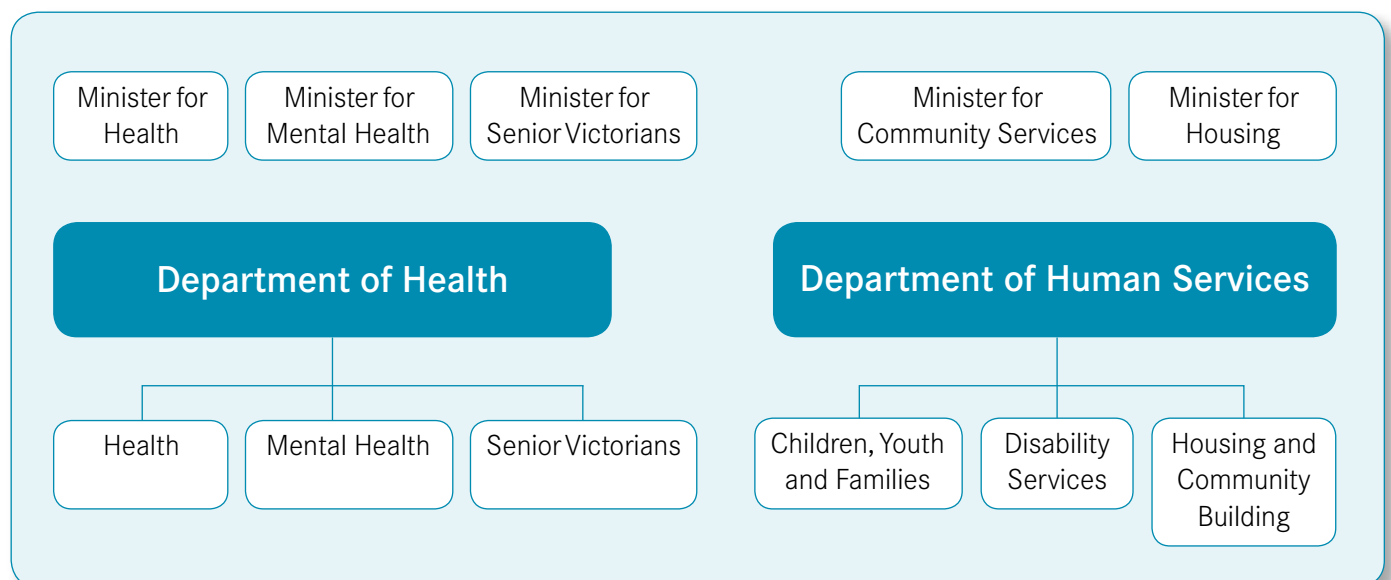 Minister for
Health
Minister for
Mental Health
Minister for
Senior Victorians
Minister for
Community Services
Minister for
Housing
Department of Health
Department of Human Services
Health
Mental Health
Senior Victorians
Children, Youth
and Families
Disability
Services
Housing and
Community
Building